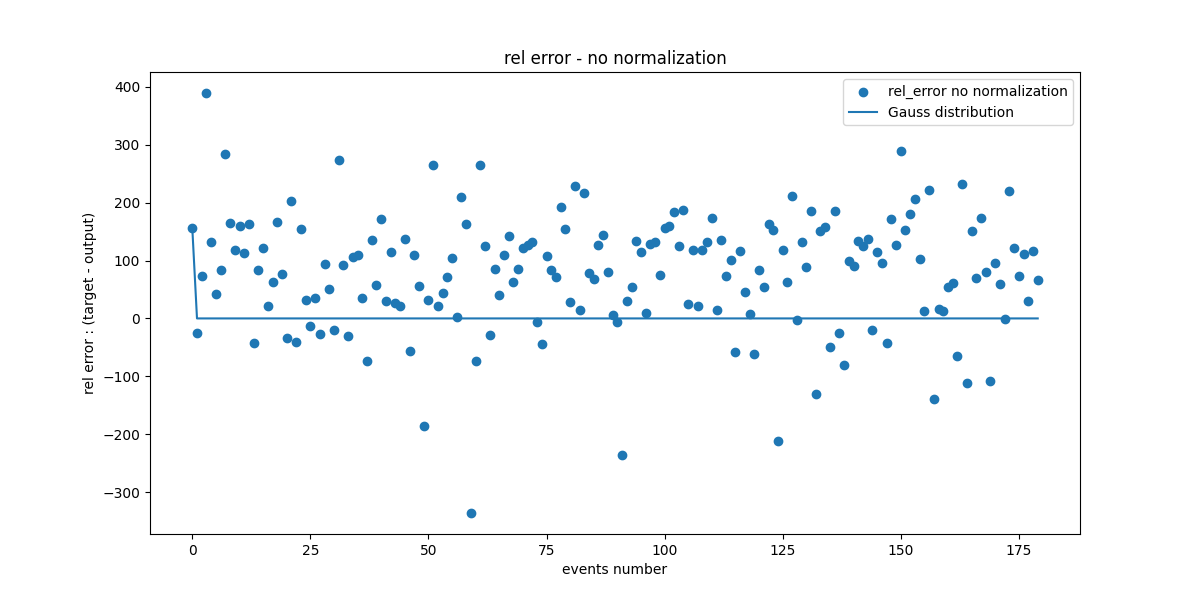 rel error - no normalization
rel_error no normalization
Gauss distribution
rel error : (target - output)
400
300
200
100
0
−100
−200
−300
0 25 50 75 100 125 150 175
events number